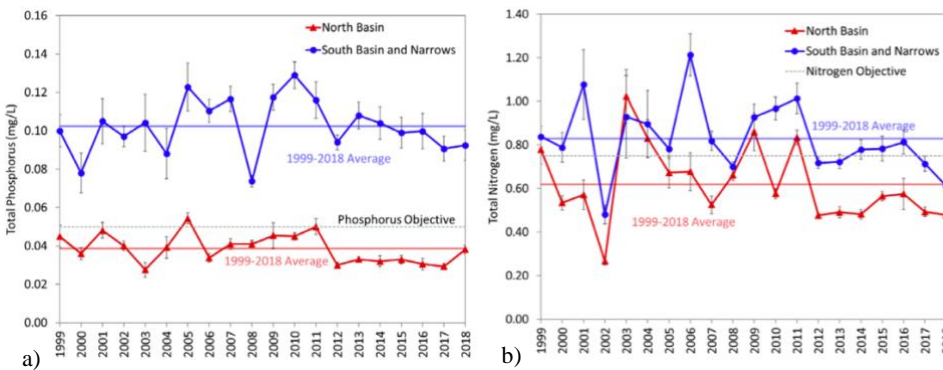 a)
Total Phosphorus (mg/L)
0.16
0.14
0.12
0.10
0.08
0.06
0.04
0.02
0.00
North Basin
South Basin and Narrows
1999-2018 Average
Phosphorus Objective
1999-2018 Average
1999 2000 2001 2002 2003 2004 2005 2006 2007 2008 2009 2010 2011 2012 2013 2014 2015 2016 2017 2018
b)
Total Nitrogen (mg/L)
1.40
1.20
1.00
0.80
0.60
0.40
0.20
0.00
North Basin
South Basin and Narrows
Nitrogen Objective
1999-2018 Average
1999-2018 Average
1999 2000 2001 2002 2003 2004 2005 2006 2007 2008 2009 2010 2011 2012 2013 2014 2015 2016 2017